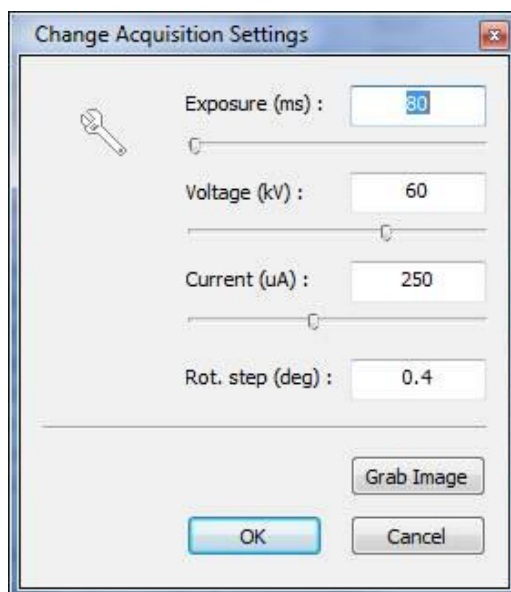 Change Acquisition Settings
Exposure (ms) : 80
Voltage (kV) : 60
Current (uA) : 250
Rot. step (deg) : 0.4
Grab Image
OK Cancel